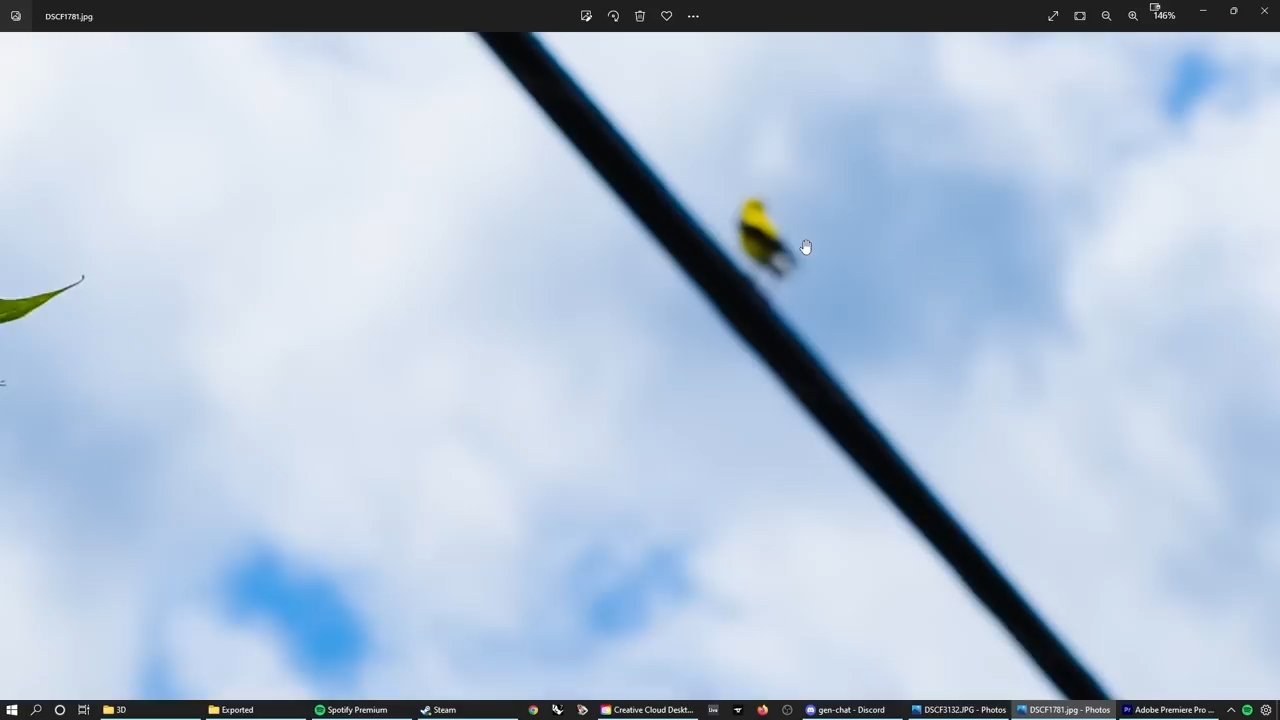 DSCF1781.jpg
146%
3D
Exported
Spotify Premium
Steam
Creative Cloud Deskt...
gen-chat - Discord
DSCF3132.JPG - Photos
DSCF1781.jpg - Photos
Adobe Premiere Pro ...